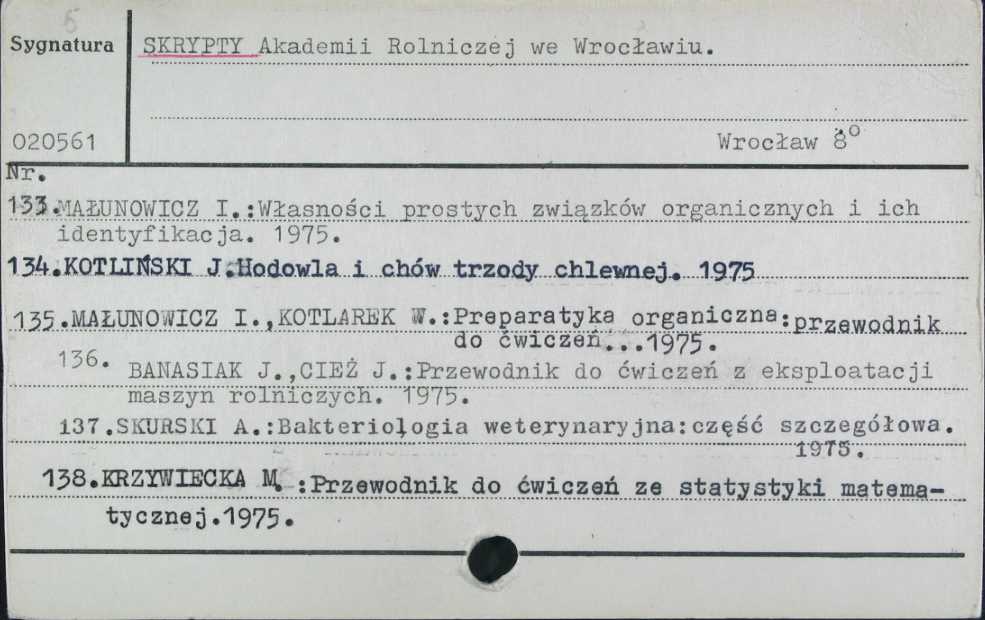 5
Sygnatura
SKRYPTY Akademii Rolniczej we Wrocławiu.
020561
Wrocław 8°
Nr.
133.MAŁUNOWICZ I.:Własności prostych związków organicznych i ich
identyfikacja. 1975.
134.KOTLIŃSKI J.Hodowla i chów trzody chlewnej. 1975
135.MAŁUNOWICZ I.,KOTLAREK W.:Preparatyka organiczna:przewodnik
do ćwiczeń...1975.
136. BANASIAK J.,CIEŻ J.:Przewodnik do ćwiczeń z eksploatacji
maszyn rolniczych. 1975.
137.SKURSKI A.:Bakteriologia weterynaryjna:część szczegółowa.
1975.
138.KRZYWIECKA M.:Przewodnik do ćwiczeń ze statystyki matema-
tycznej.1975.